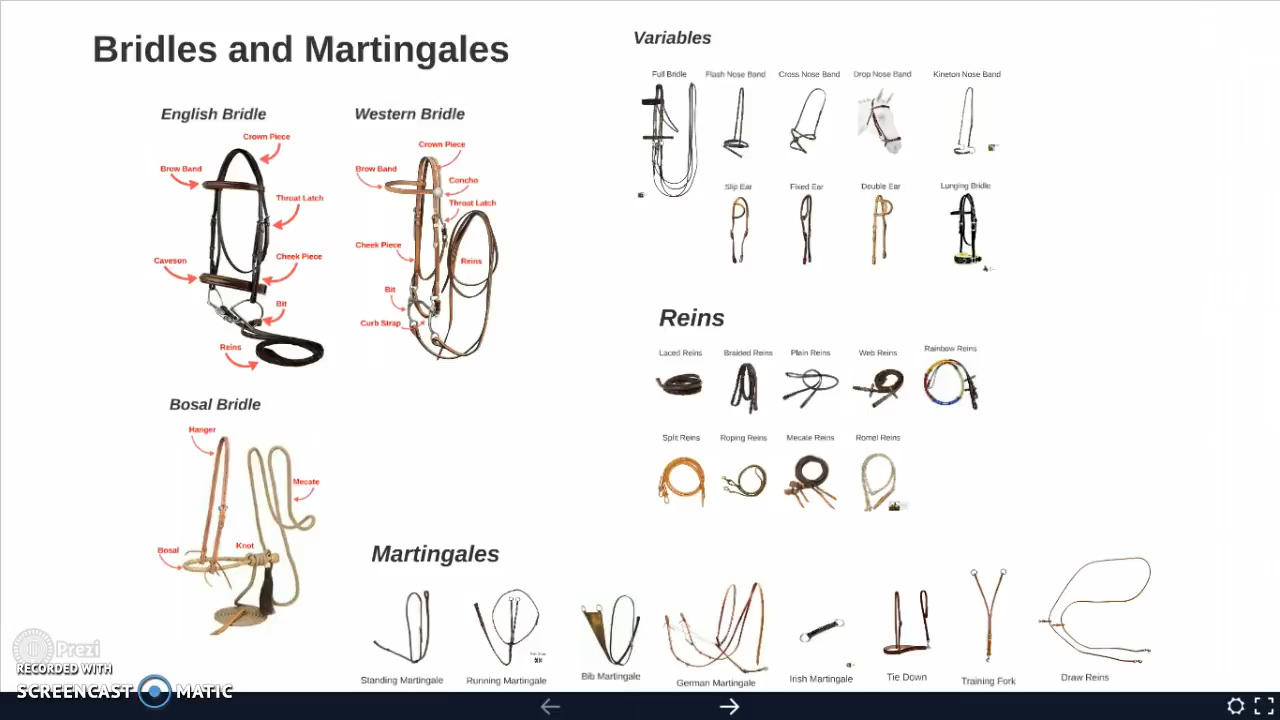 Bridles and Martingales
English Bridle
Crown Piece
Brow Band
Throat Latch
Caveson
Cheek Piece
Bit
Reins
Western Bridle
Crown Piece
Brow Band
Concho
Throat Latch
Cheek Piece
Reins
Bit
Curb Strap
Bosal Bridle
Hanger
Mecate
Knot
Bosal
Variables
Full Bridle
Flash Nose Band
Cross Nose Band
Drop Nose Band
Kineton Nose Band
Slip Ear
Fixed Ear
Double Ear
Lunging Bridle
Reins
Laced Reins
Braided Reins
Plain Reins
Web Reins
Rainbow Reins
Split Reins
Roping Reins
Mecate Reins
Romel Reins
Martingales
Standing Martingale
Running Martingale
Bib Martingale
German Martingale
Irish Martingale
Tie Down
Training Fork
Draw Reins
Prezi
RECORDED WITH
SCREENCAST MATIC